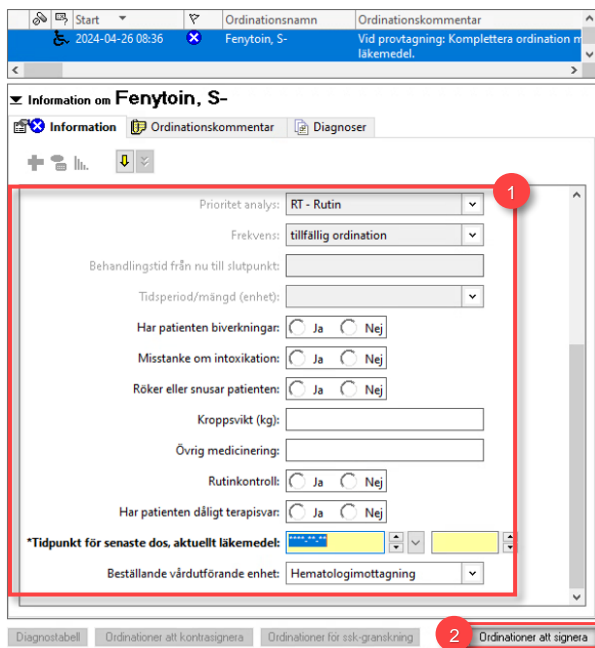 Start Ordinationsnamn Ordinationskommentar
2024-04-26 08:36 Fenytoin, S- Vid provtagning: Komplettera ordination
läkemedel.
Information om Fenytoin, S-
Information Ordinationskommentar Diagnoser
1
Prioritet analys: RT - Rutin
Frekvens: tillfällig ordination
Behandlingstid från nu till slutpunkt:
Tidsperiod/mängd (enhet):
Har patienten biverkningar: Ja Nej
Misstanke om intoxikation: Ja Nej
Röker eller snusar patienten: Ja Nej
Kroppsvikt (kg):
Övrig medicinering:
Rutinkontroll: Ja Nej
Har patienten dåligt terapisvar: Ja Nej
*Tidpunkt för senaste dos, aktuellt läkemedel: ****-**-**
Beställande vårdutförande enhet: Hematologimottagning
Diagnostabell Ordinationer att kontrasignera Ordinationer för ssk-granskning 2 Ordinationer att signera